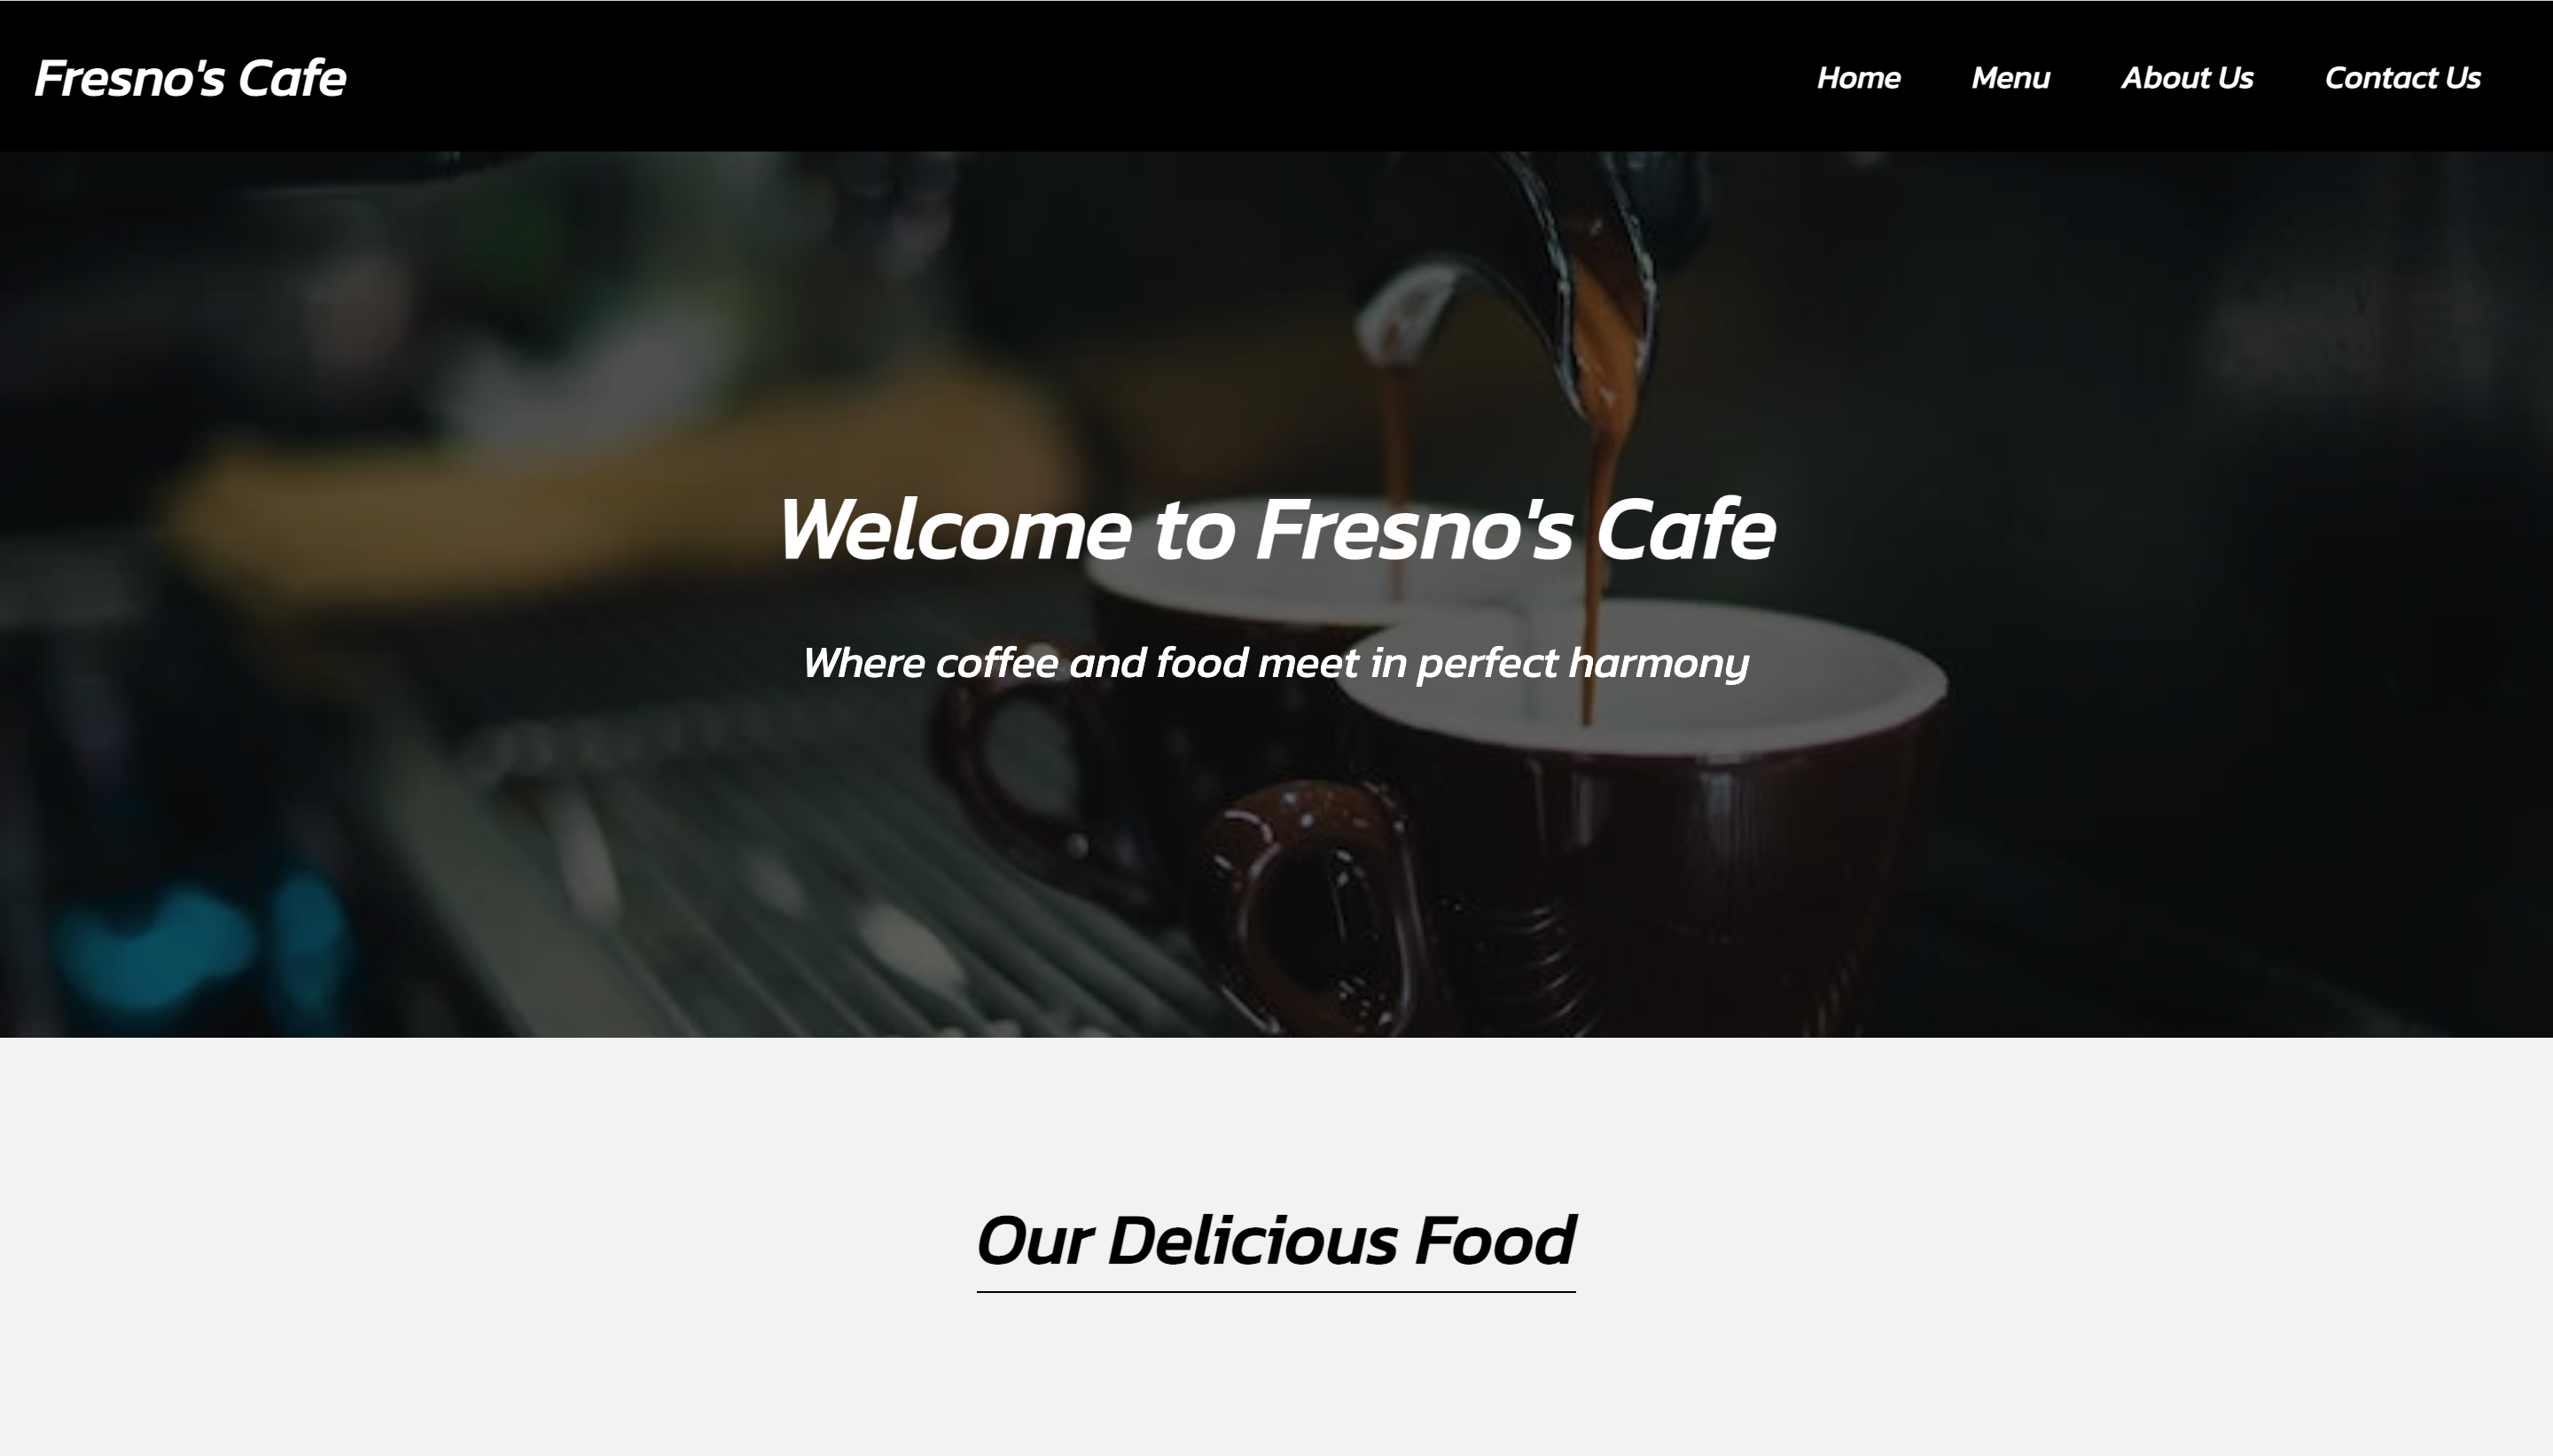 Fresno's Cafe
Home Menu About Us Contact Us
Welcome to Fresno's Cafe
Where coffee and food meet in perfect harmony
Our Delicious Food